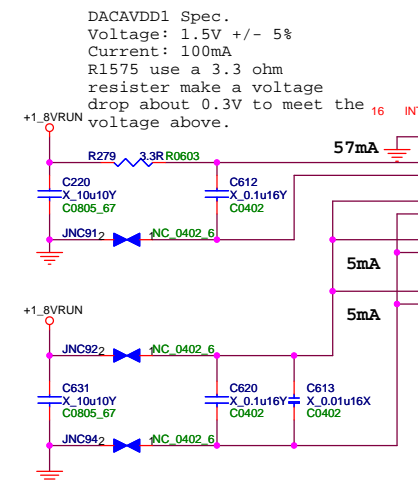 DACAVDD1 Spec.
Voltage: 1.5V +/- 5%
Current: 100mA
R1575 use a 3.3 ohm
resister make a voltage
drop about 0.3V to meet the
voltage above.
16 INT
+1_8VRUN
57mA
R279 3.3R R0603
C220
X_10u10Y
C0805_67
C612
X_0.1u16Y
C0402
JNC91 2 1 NC_0402_6
5mA
+1_8VRUN
5mA
JNC92 2 1 NC_0402_6
C631
X_10u10Y
C0805_67
C620
X_0.1u16Y
C0402
C613
X_0.01u16X
C0402
JNC94 2 1 NC_0402_6